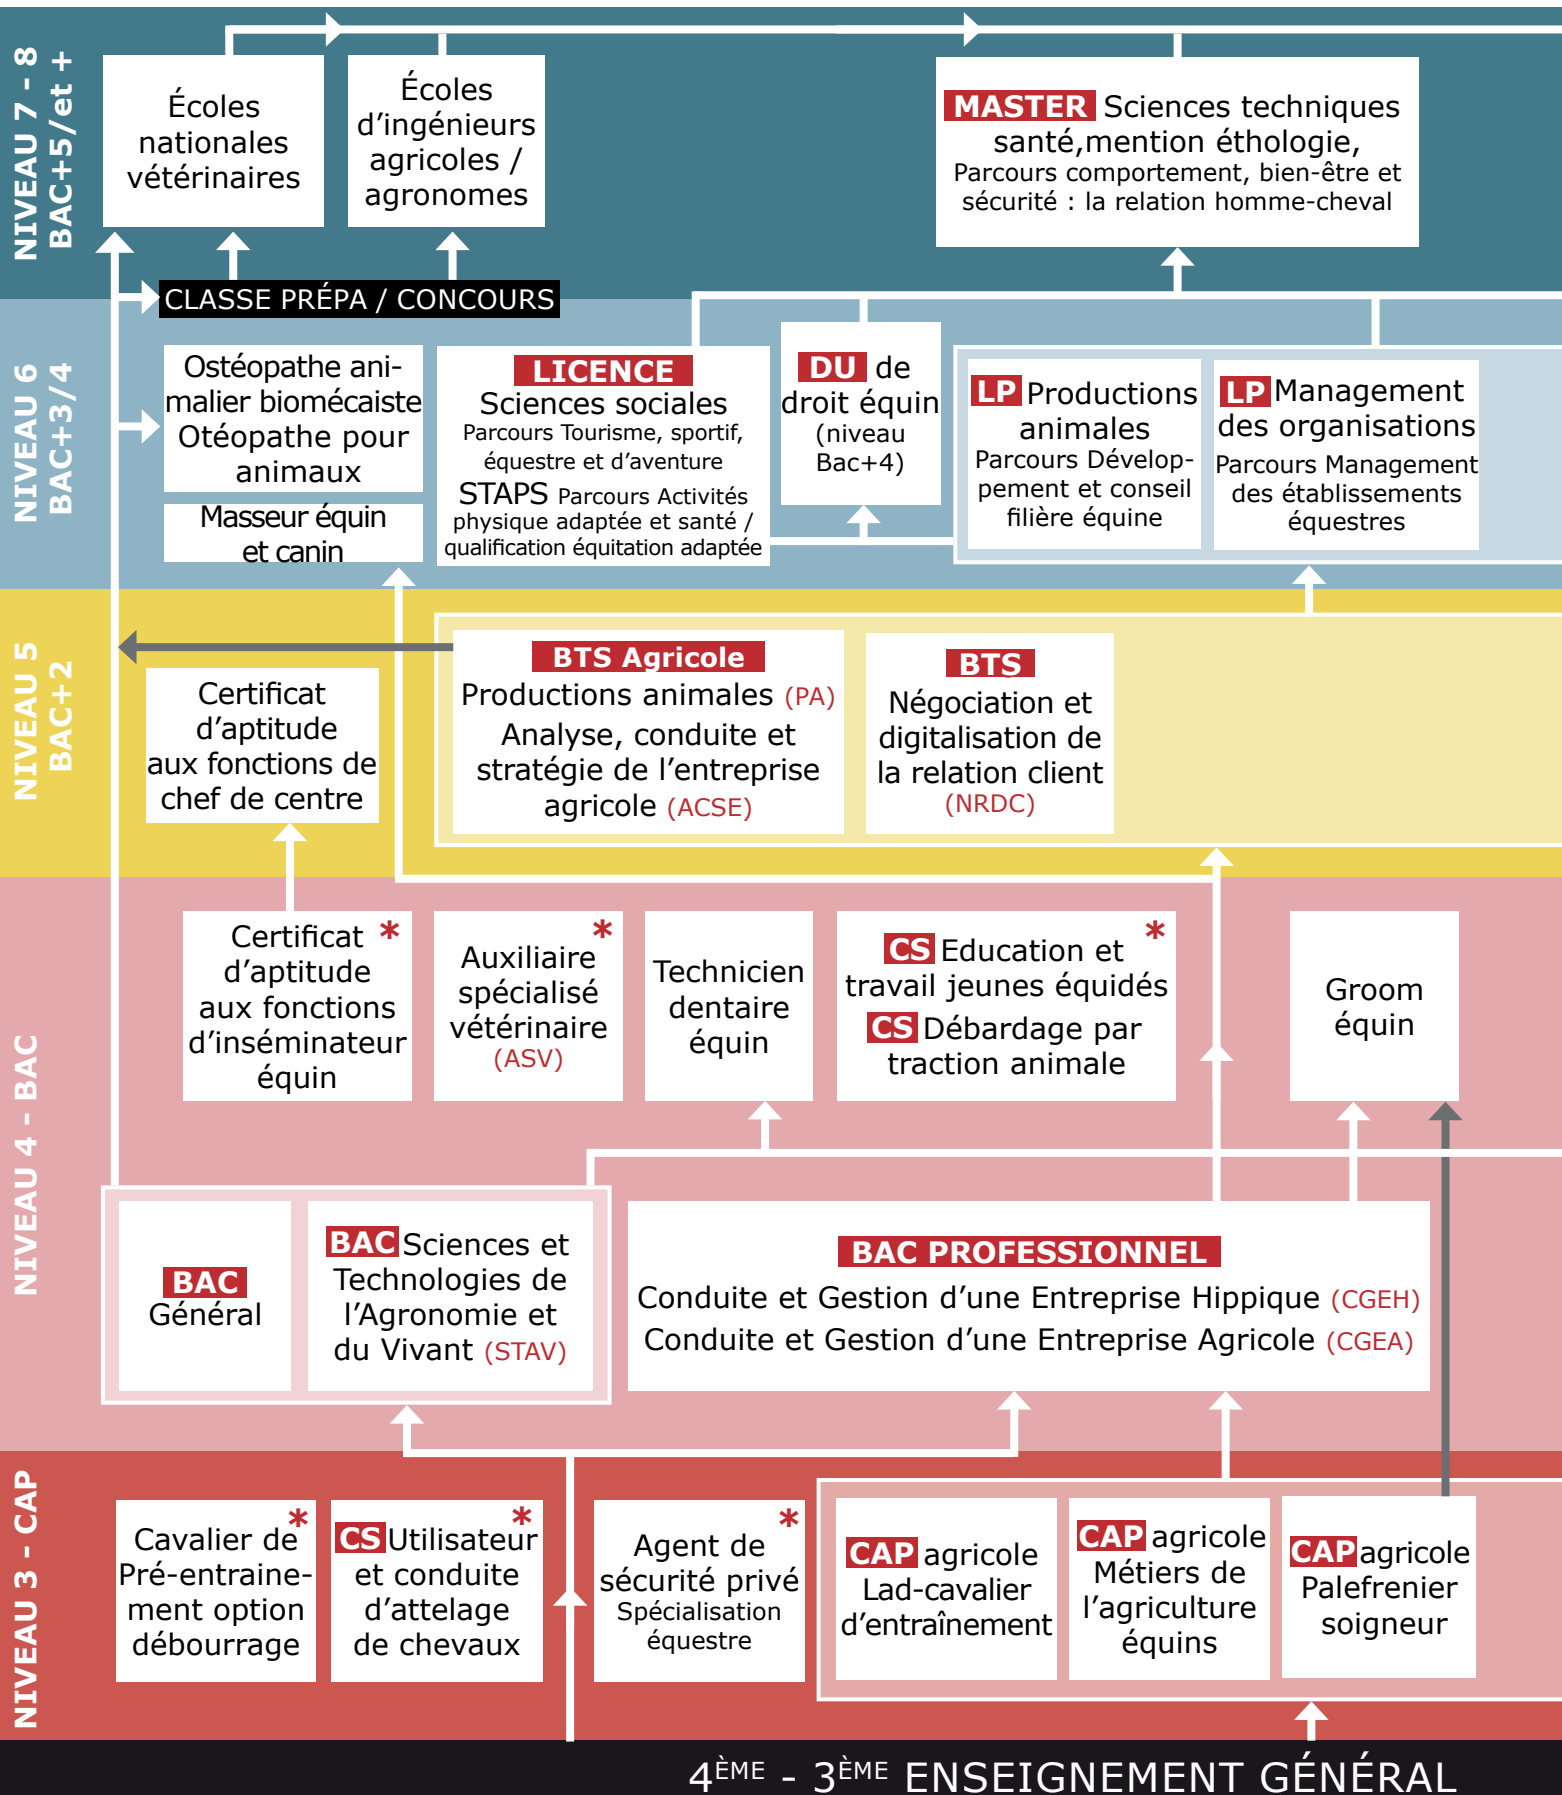 NIVEAU 7 - 8
BAC+5/et +
Écoles
nationales
vétérinaires
Écoles
d'ingénieurs
agricoles /
agronomes
MASTER Sciences techniques
santé,mention éthologie,
Parcours comportement, bien-être et
sécurité : la relation homme-cheval
CLASSE PRÉPA / CONCOURS
NIVEAU 6
BAC+3/4
Ostéopathe ani-
malier biomécaiste
Otéopathe pour
animaux
Masseur équin
et canin
LICENCE
Sciences sociales
Parcours Tourisme, sportif,
équestre et d'aventure
STAPS Parcours Activités
physique adaptée et santé /
qualification équitation adaptée
DU de
droit équin
(niveau
Bac+4)
LP Productions
animales
Parcours Dévelop-
pement et conseil
filière équine
LP Management
des organisations
Parcours Management
des établissements
équestres
NIVEAU 5
BAC+2
Certificat
d'aptitude
aux fonctions de
chef de centre
BTS Agricole
Productions animales (PA)
Analyse, conduite et
stratégie de l'entreprise
agricole (ACSE)
BTS
Négociation et
digitalisation de
la relation client
(NRDC)
NIVEAU 4 - BAC
Certificat *
d'aptitude
aux fonctions
d'inséminateur
équin
*
Auxiliaire
spécialisé
vétérinaire
(ASV)
Technicien
dentaire
équin
*
CS Education et
travail jeunes équidés
CS Débardage par
traction animale
Groom
équin
BAC
Général
BAC Sciences et
Technologies de
l'Agronomie et
du Vivant (STAV)
BAC PROFESSIONNEL
Conduite et Gestion d'une Entreprise Hippique (CGEH)
Conduite et Gestion d'une Entreprise Agricole (CGEA)
NIVEAU 3 - CAP
*
Cavalier de
Pré-entraine-
ment option
débourrage
*
CS Utilisateur
et conduite
d'attelage
de chevaux
*
Agent de
sécurité privé
Spécialisation
équestre
CAP agricole
Lad-cavalier
d'entraînement
CAP agricole
Métiers de
l'agriculture
équins
CAP agricole
Palefrenier
soigneur
4ÈME - 3ÈME ENSEIGNEMENT GÉNÉRAL